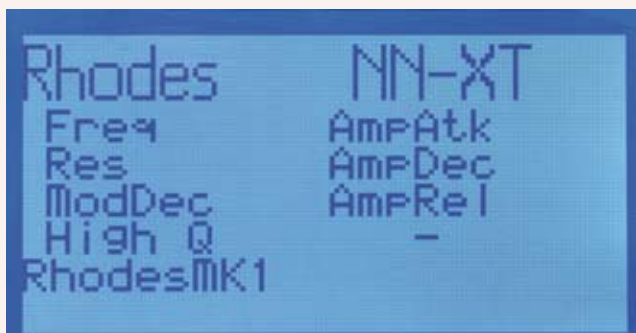 Rhodes NN-XT
Freq AmpAtk
Res AmpDec
ModDec AmpRel
High Q -
RhodesMK1